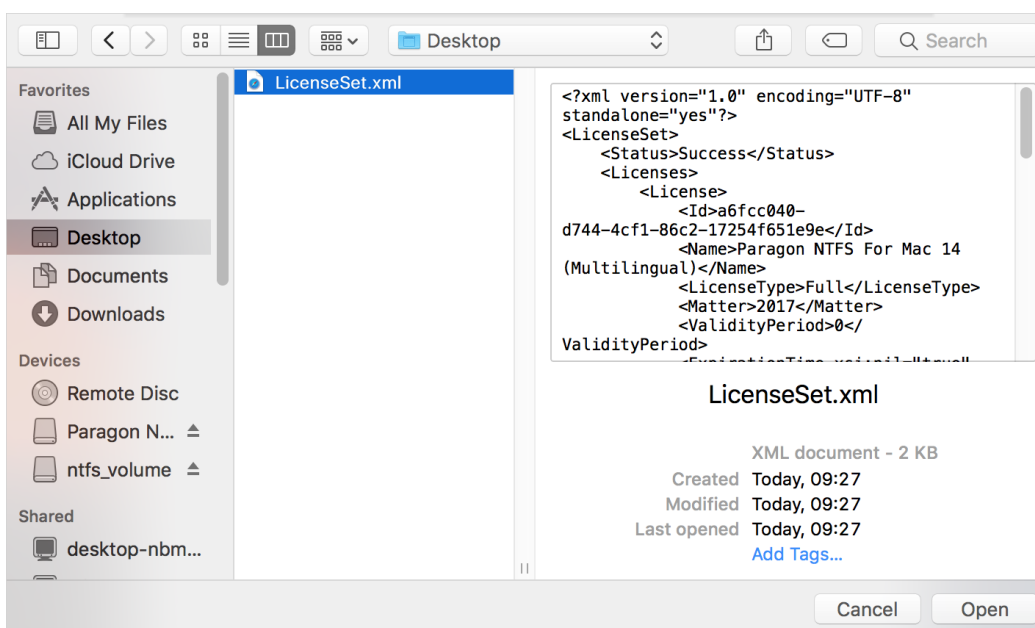 Desktop
Search
Favorites
All My Files
iCloud Drive
Applications
Desktop
Documents
Downloads
Devices
Remote Disc
Paragon N...
ntfs_volume
Shared
desktop-nbm...
LicenseSet.xml
<?xml version="1.0" encoding="UTF-8"
standalone="yes"?>
<LicenseSet>
<Status>Success</Status>
<Licenses>
<License>
<Id>a6fcc040-
d744-4cf1-86c2-17254f651e9e</Id>
<Name>Paragon NTFS For Mac 14
(Multilingual)</Name>
<LicenseType>Full</LicenseType>
<Matter>2017</Matter>
<ValidityPeriod>0</
ValidityPeriod>
<ExpirationTime xsi:nil="true"
LicenseSet.xml
XML document - 2 KB
Created Today, 09:27
Modified Today, 09:27
Last opened Today, 09:27
Add Tags...
Cancel
Open